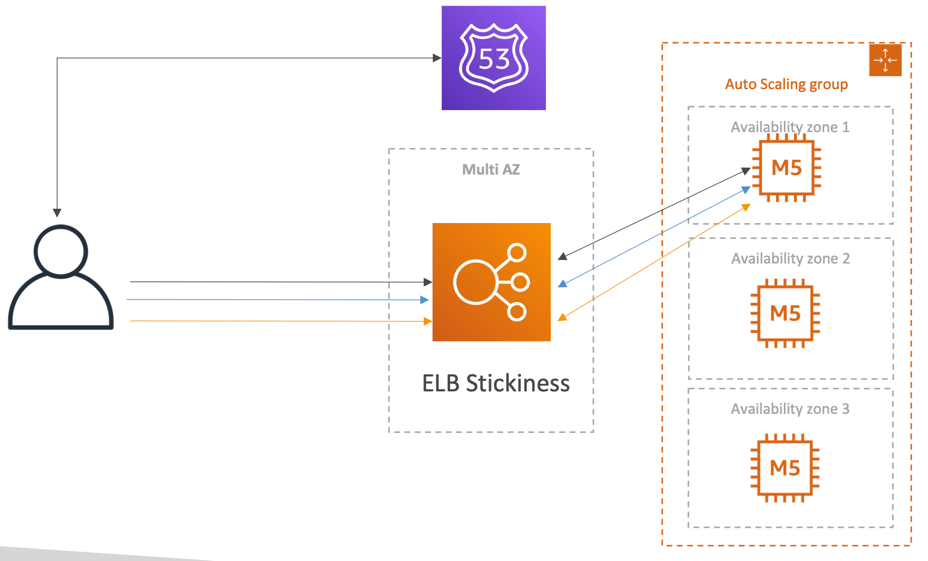 53
Auto Scaling group
Multi AZ
Availability zone 1
M5
Availability zone 2
M5
ELB Stickiness
Availability zone 3
M5